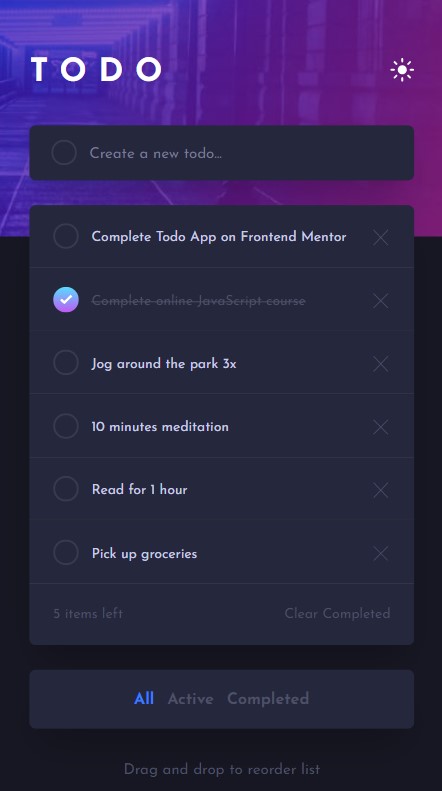 TODO
Create a new todo...
Complete Todo App on Frontend Mentor
Complete online JavaScript course
Jog around the park 3x
10 minutes meditation
Read for 1 hour
Pick up groceries
5 items left Clear Completed
All Active Completed
Drag and drop to reorder list